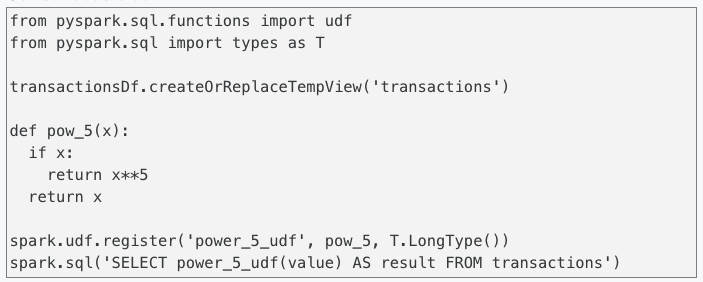 from pyspark.sql.functions import udf
from pyspark.sql import types as T

transactionsDf.createOrReplaceTempView('transactions')

def pow_5(x):
  if x:
    return x**5
  return x

spark.udf.register('power_5_udf', pow_5, T.LongType())
spark.sql('SELECT power_5_udf(value) AS result FROM transactions')